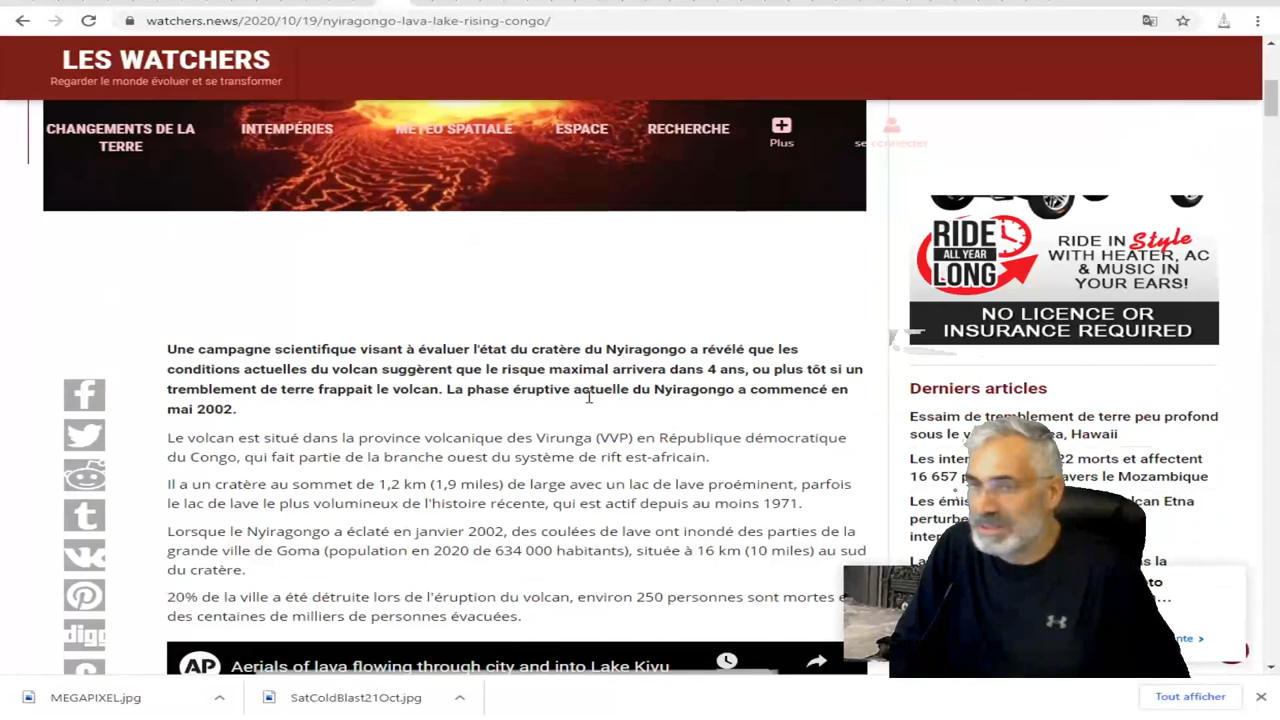 watchers.news/2020/10/19/nyiragongo-lava-lake-rising-congo/
LES WATCHERS
Regarder le monde évoluer et se transformer
CHANGEMENTS DE LA
TERRE
INTEMPÉRIES
MÉTÉO SPATIALE
ESPACE
RECHERCHE
Plus
se connecter
RIDE
ALL YEAR
LONG
RIDE IN Style
WITH HEATER, AC
& MUSIC IN
YOUR EARS!
NO LICENCE OR
INSURANCE REQUIRED
Une campagne scientifique visant à évaluer l'état du cratère du Nyiragongo a révélé que les
conditions actuelles du volcan suggèrent que le risque maximal arrivera dans 4 ans, ou plus tôt si un
tremblement de terre frappait le volcan. La phase éruptive actuelle du Nyiragongo a commencé en
mai 2002.
Le volcan est situé dans la province volcanique des Virunga (VVP) en République démocratique
du Congo, qui fait partie de la branche ouest du système de rift est-africain.
Il a un cratère au sommet de 1,2 km (1,9 miles) de large avec un lac de lave proéminent, parfois
le lac de lave le plus volumineux de l'histoire récente, qui est actif depuis au moins 1971.
Lorsque le Nyiragongo a éclaté en janvier 2002, des coulées de lave ont inondé des parties de la
grande ville de Goma (population en 2020 de 634 000 habitants), située à 16 km (10 miles) au sud
du cratère.
20% de la ville a été détruite lors de l'éruption du volcan, environ 250 personnes sont mortes
des centaines de milliers de personnes évacuées.
AP Aerials of lava flowing through city and into Lake Kivu
Derniers articles
Essaim de tremblement de terre peu profond
sous le Hawaii
Les 22 morts et affectent
16 657 Mozambique
Les Etna
digg
MEGAPIXEL.jpg
SatColdBlast21Oct.jpg
Tout afficher